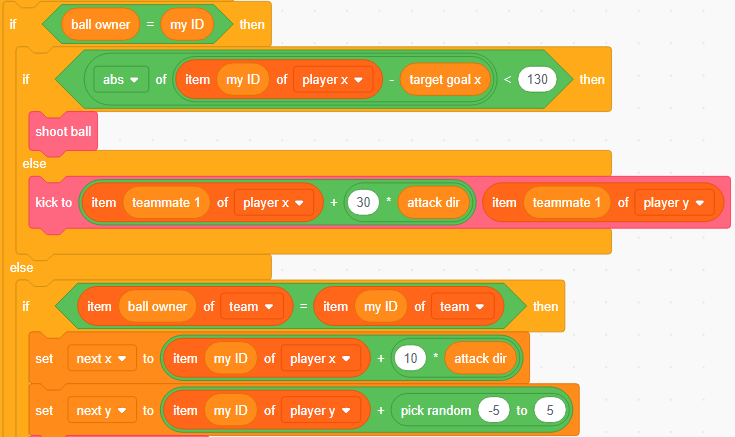 if ball owner = my ID then
if abs of item my ID of player x - target goal x < 130 then
shoot ball
else
kick to item teammate 1 of player x + 30 * attack dir item teammate 1 of player y
else
if item ball owner of team = item my ID of team then
set next x to item my ID of player x + 10 * attack dir
set next y to item my ID of player y + pick random -5 to 5